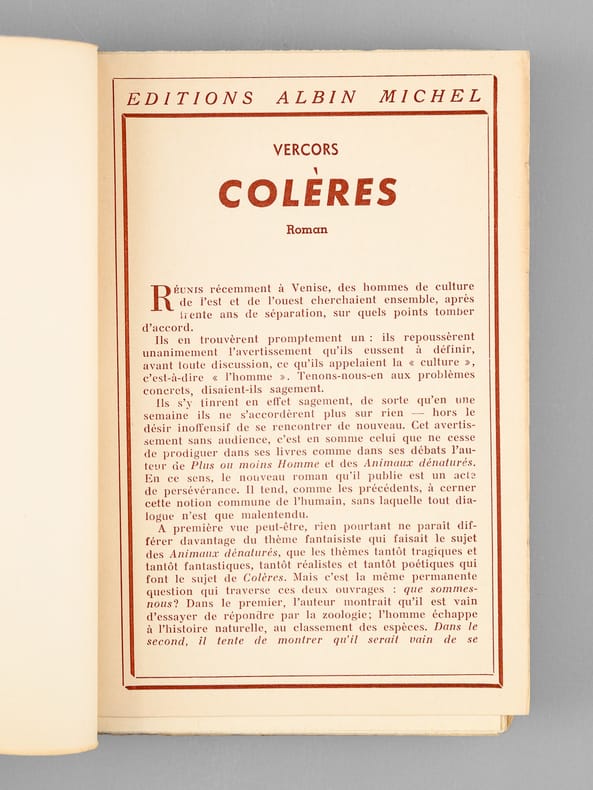 EDITIONS ALBIN MICHEL
VERCORS
COLÈRES
Roman
RÉUNIS récemment à Venise, des hommes de culture
de l'est et de l'ouest cherchaient ensemble, après
trente ans de séparation, sur quels points tomber
d'accord.
Ils en trouvèrent promptement un : ils repoussèrent
unanimement l'avertissement qu'ils eussent à définir,
avant toute discussion, ce qu'ils appelaient la « culture »,
c'est-à-dire « l'homme ». Tenons-nous-en aux problèmes
concrets, disaient-ils sagement.
Ils s'y tinrent en effet sagement, de sorte qu'en une
semaine ils ne s'accordèrent plus sur rien — hors le
désir inoffensif de se rencontrer de nouveau. Cet avertis-
sement sans audience, c'est en somme celui que ne cesse
de prodiguer dans ses livres comme dans ses débats l'au-
teur de Plus ou moins Homme et des Animaux dénaturés.
En ce sens, le nouveau roman qu'il publie est un acte
de persévérance. Il tend, comme les précédents, à cerner
cette notion commune de l'humain, sans laquelle tout dia-
logue n'est que malentendu.
A première vue peut-être, rien pourtant ne paraît dif-
férer davantage du thème fantaisiste qui faisait le sujet
des Animaux dénaturés, que les thèmes tantôt tragiques et
tantôt fantastiques, tantôt réalistes et tantôt poétiques qui
font le sujet de Colères. Mais c'est la même permanente
question qui traverse ces deux ouvrages : que sommes-
nous? Dans le premier, l'auteur montrait qu'il est vain
d'essayer de répondre par la zoologie; l'homme échappe
à l'histoire naturelle, au classement des espèces. Dans le
second, il tente de montrer qu'il serait vain de se